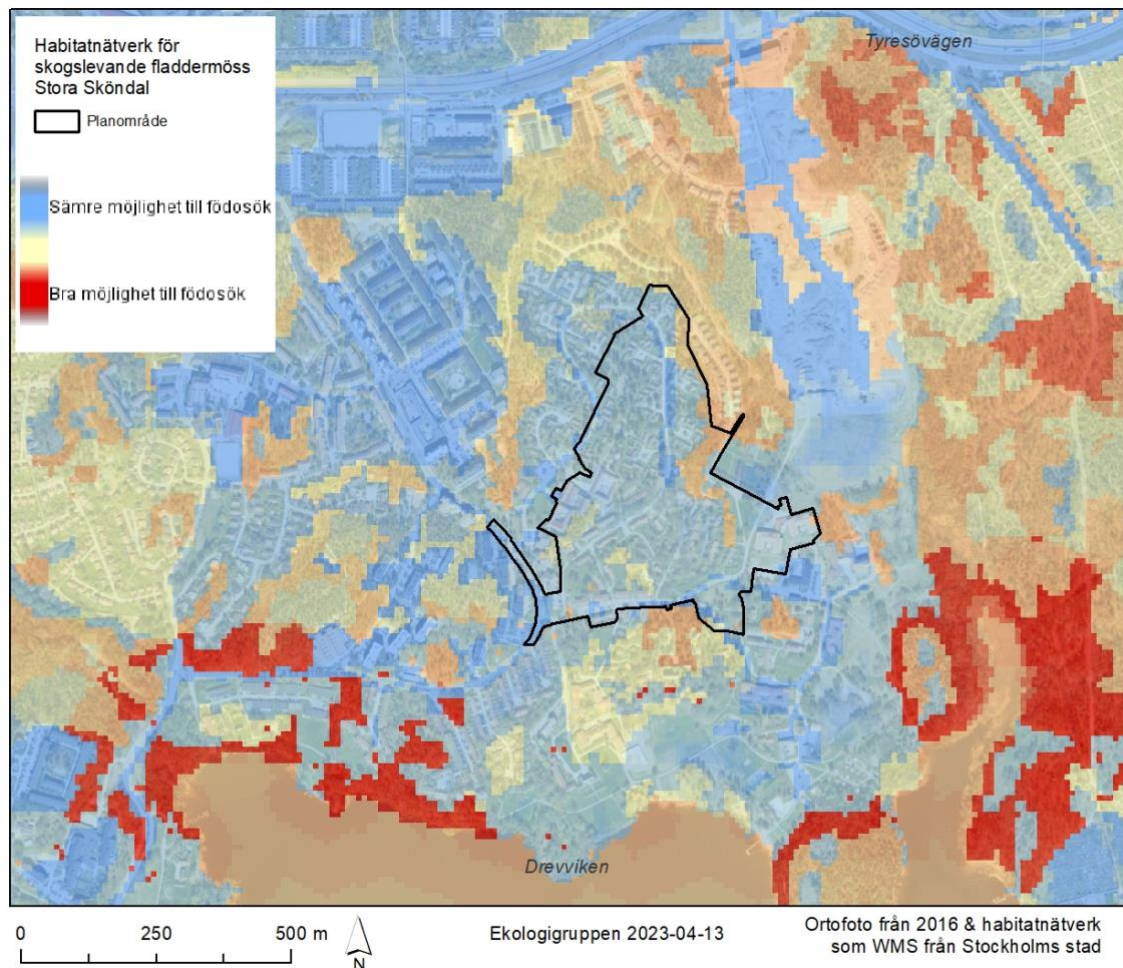 Habitatnätverk för
skogslevande fladdermöss
Stora Sköndal
Planområde
Sämre möjlighet till födosök
Bra möjlighet till födosök
Tyresövägen
Drevviken
0 250 500 m
N
Ekologigruppen 2023-04-13
Ortofoto från 2016 & habitatnätverk
som WMS från Stockholms stad